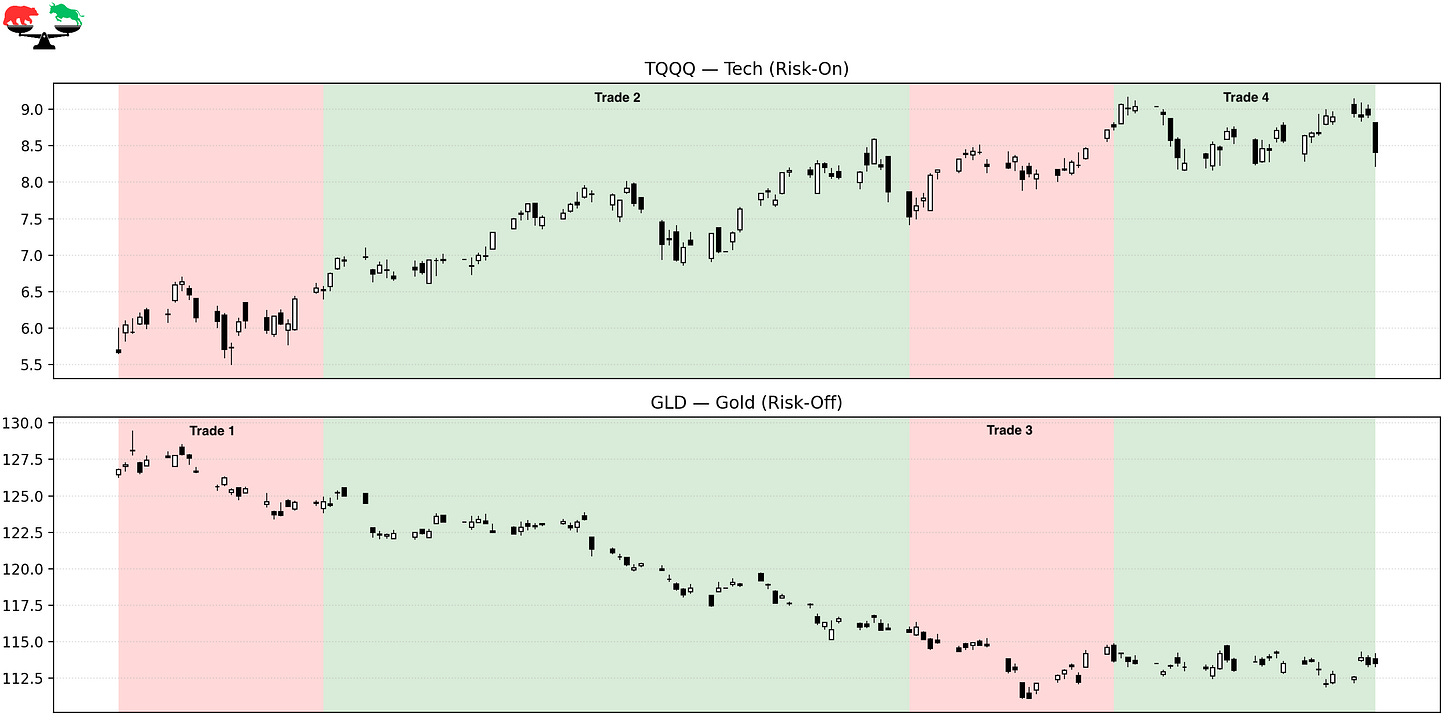 TQQQ — Tech (Risk-On)
Trade 2
Trade 4
9.0
8.5
8.0
7.5
7.0
6.5
6.0
5.5
GLD — Gold (Risk-Off)
130.0
Trade 1
Trade 3
127.5
125.0
122.5
120.0
117.5
115.0
112.5